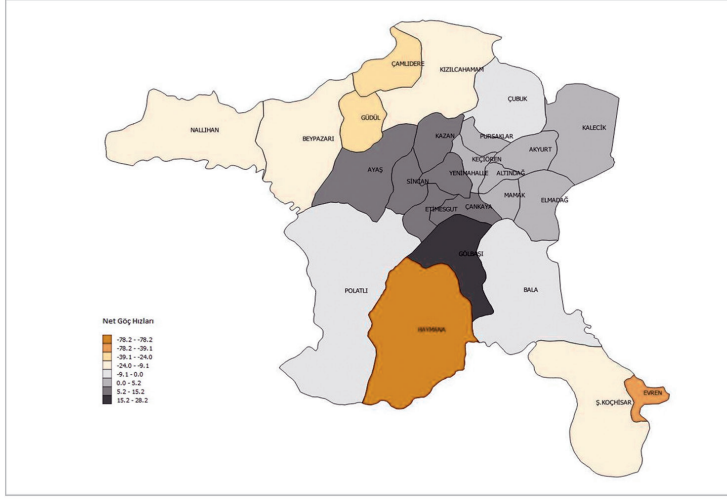 ÇAMLIDERE
KIZILCAHAMAM
ÇUBUK
GÜDÜL
NALLIHAN
BEYPAZARI
KAZAN
PURSAKLAR
KALECİK
AKYURT
KEÇİÖREN
AYAŞ
YENİMAHALLE
ALTINDAĞ
SİNCAN
MAMAK
ELMADAĞ
ETİMESGUT
ÇANKAYA
GÖLBAŞI
POLATLI
BALA
HAYMANA
EVREN
Ş.KOÇHİSAR
Net Göç Hızları
-78.2 - -78.2
-78.2 - -39.1
-39.1 - -24.0
-24.0 - -9.1
-9.1 - 0.0
0.0 - 5.2
5.2 - 15.2
15.2 - 28.2